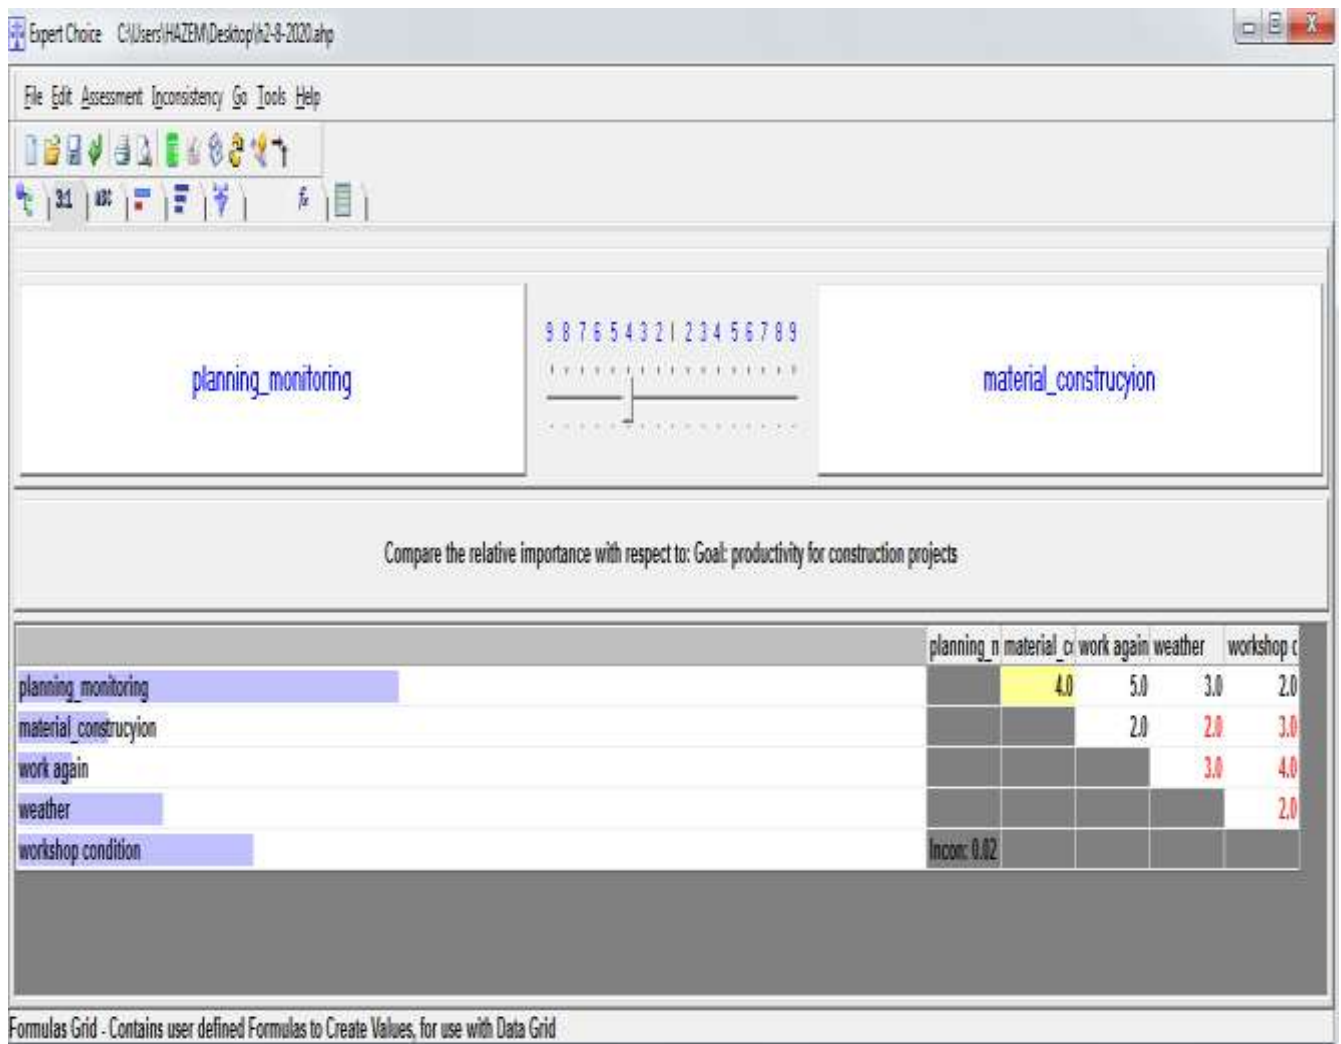 Expert Choice C:\Users\HAZEM\Desktop\h2-8-2020.ahp
File Edit Assessment Inconsistency Go Tools Help
3:1 ABC fx
9 8 7 6 5 4 3 2 1 2 3 4 5 6 7 8 9
planning_monitoring material_construcyion
Compare the relative importance with respect to: Goal: productivity for construction projects
planning_n material_c work again weather workshop c
planning_monitoring 4.0 5.0 3.0 2.0
material_construcyion 2.0 2.0 3.0
work again 3.0 4.0
weather 2.0
workshop condition Incon: 0.02
Formulas Grid - Contains user defined Formulas to Create Values, for use with Data Grid